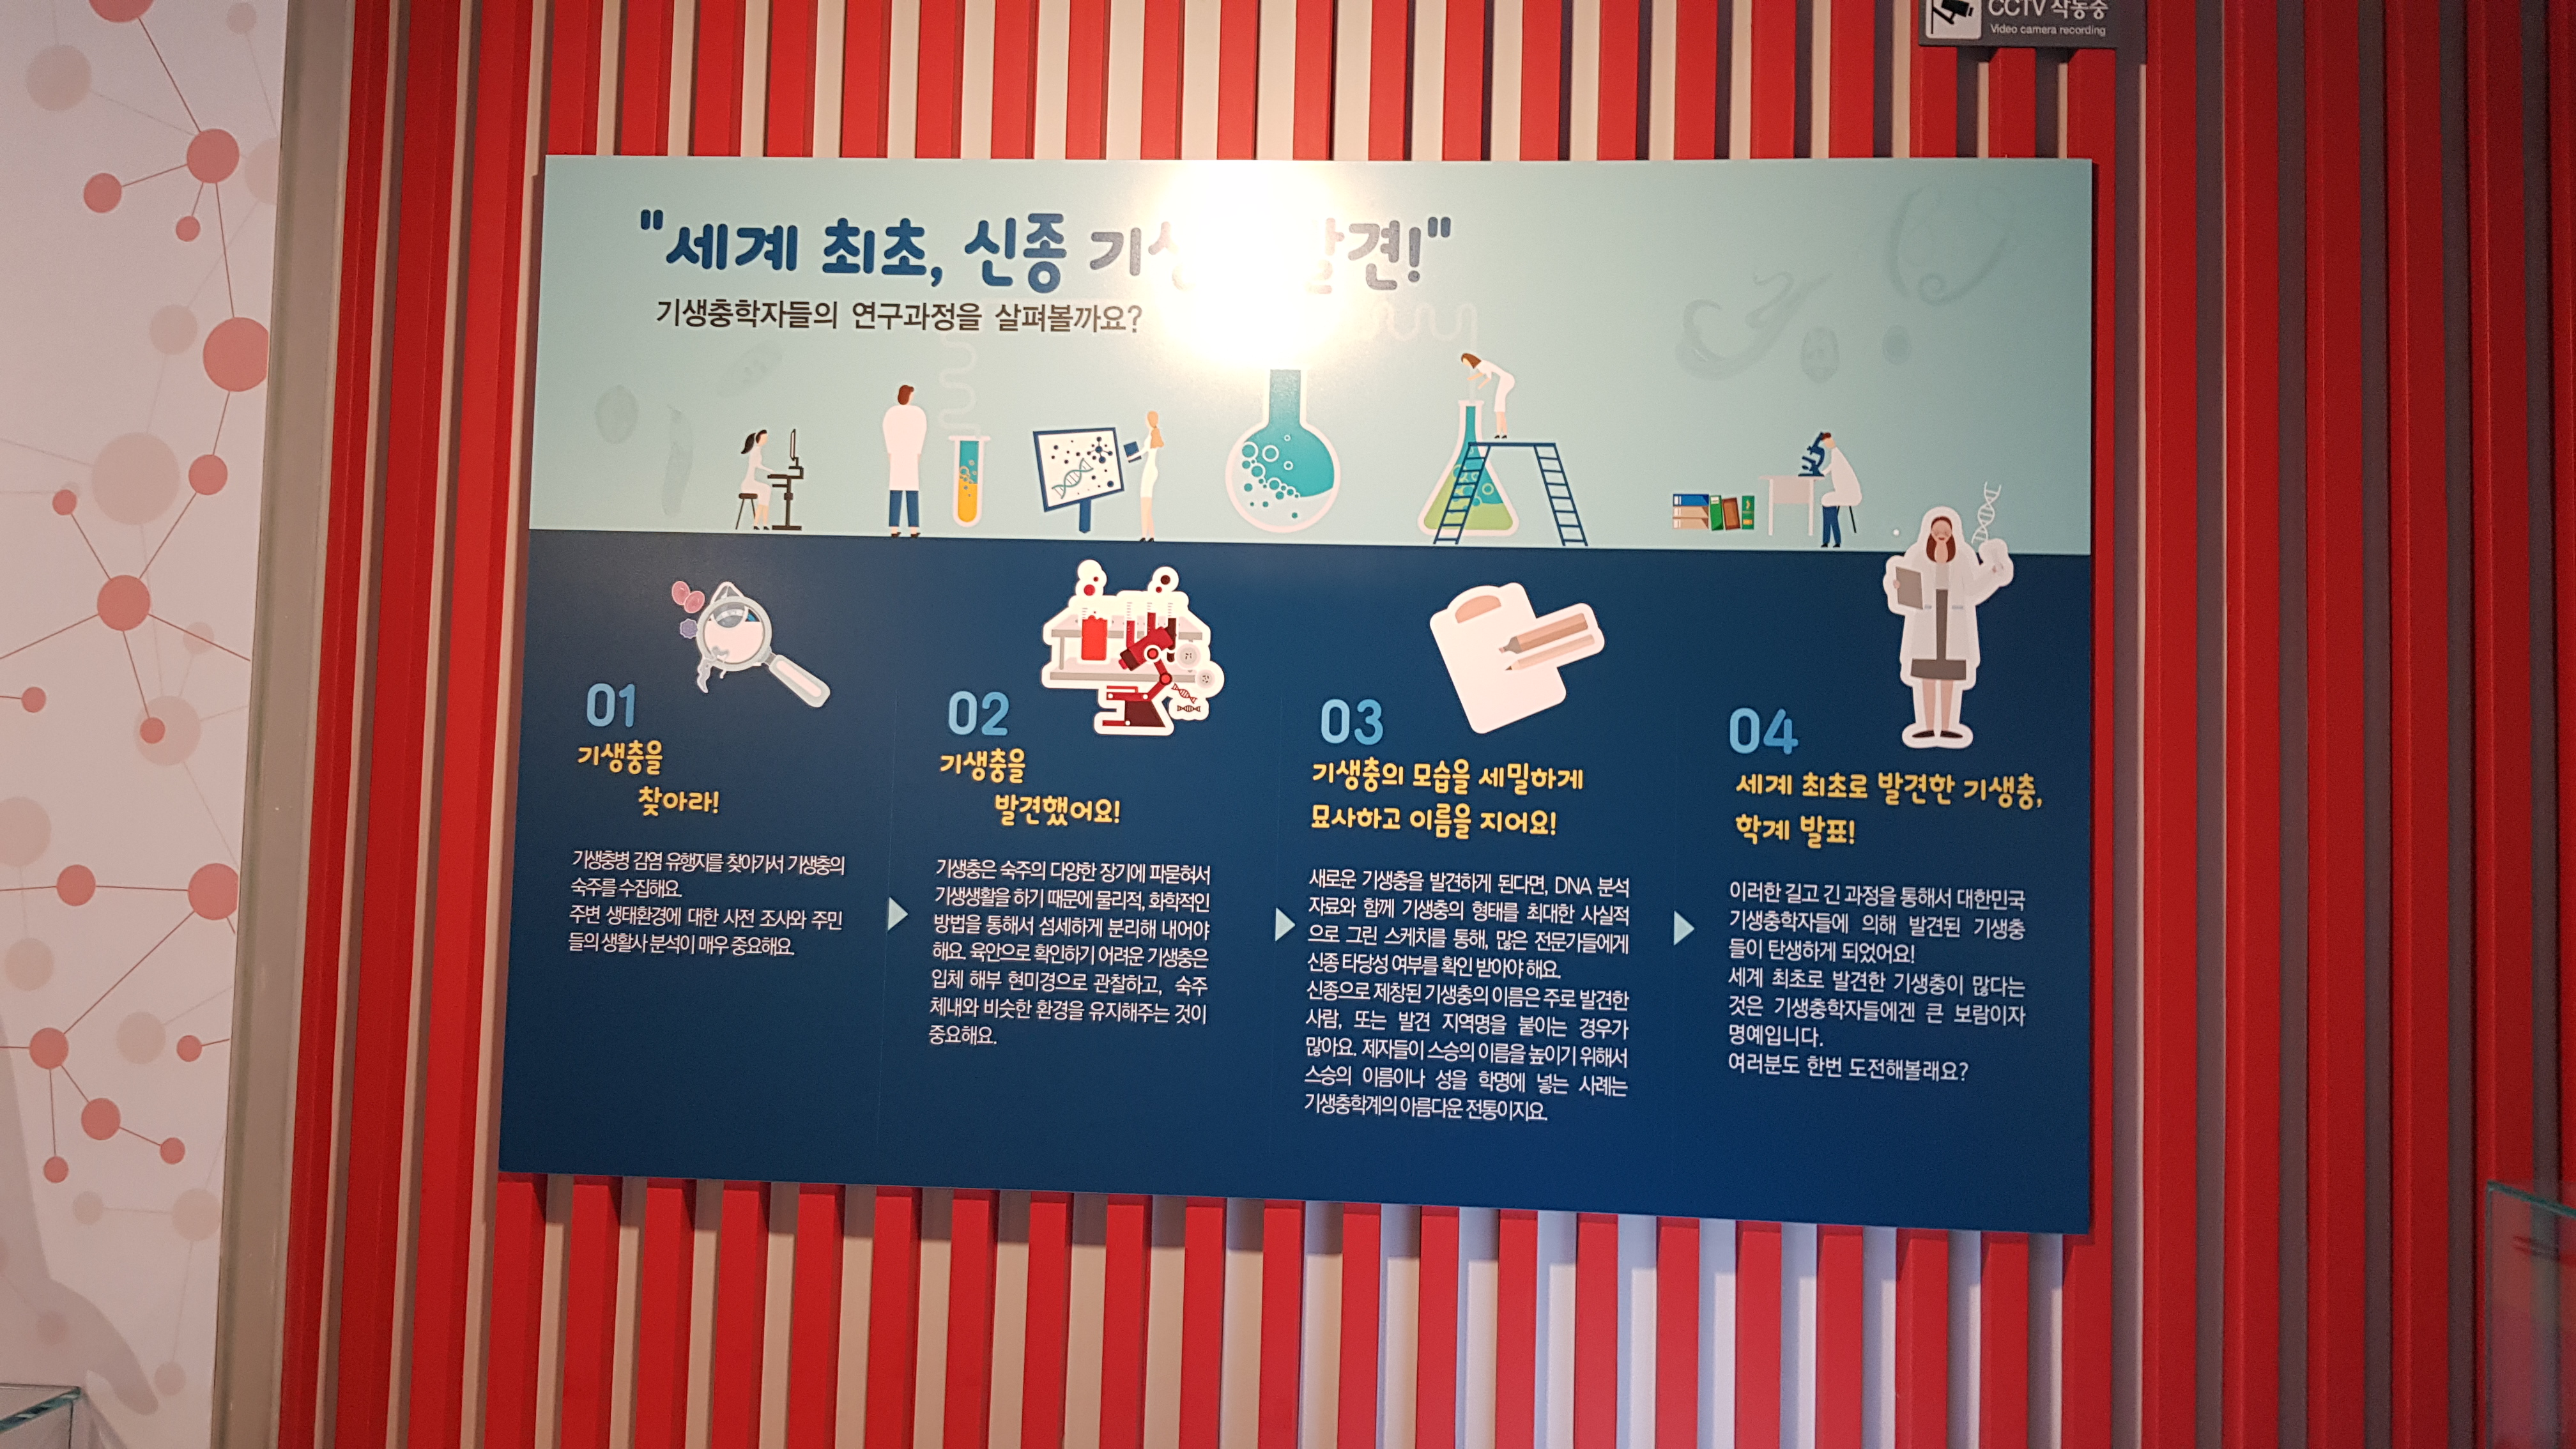 CCTV 작동중
Video camera recording
"세계 최초, 신종 발견!"
기생충학자들의 연구과정을 살펴볼까요?
01
기생충을
찾아라!
기생충병 감염 유행지를 찾아가서 기생충의
숙주를 수집해요.
주변 생태환경에 대한 사전 조사와 주민
들의 생활사 분석이 매우 중요해요.
02
기생충을
발견했어요!
기생충은 숙주의 다양한 장기에 파묻혀서
기생생활을 하기 때문에 물리적, 화학적인
방법을 통해서 섬세하게 분리해 내어야
해요. 육안으로 확인하기 어려운 기생충은
입체 해부 현미경으로 관찰하고, 숙주
체내와 비슷한 환경을 유지해주는 것이
중요해요.
03
기생충의 모습을 세밀하게
묘사하고 이름을 지어요!
새로운 기생충을 발견하게 된다면, DNA 분석
자료와 함께 기생충의 형태를 최대한 사실적
으로 그린 스케치를 통해, 많은 전문가들에게
신종 타당성 여부를 확인 받아야 해요.
신종으로 제창된 기생충의 이름은 주로 발견한
사람, 또는 발견 지역명을 붙이는 경우가
많아요. 제자들이 스승의 이름을 높이기 위해서
스승의 이름이나 성을 학명에 넣는 사례는
기생충학계의 아름다운 전통이지요.
04
세계 최초로 발견한 기생충,
학계 발표!
이러한 길고 긴 과정을 통해서 대한민국
기생충학자들에 의해 발견된 기생충
들이 탄생하게 되었어요!
세계 최초로 발견한 기생충이 많다는
것은 기생충학자들에겐 큰 보람이자
명예입니다.
여러분도 한번 도전해볼래요?